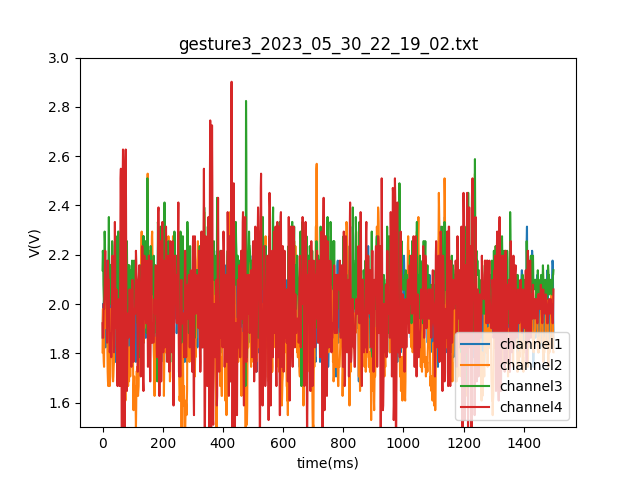 gesture3_2023_05_30_22_19_02.txt
3.0
2.8
2.6
2.4
2.2
2.0
1.8
1.6
V(V)
channel1
channel2
channel3
channel4
0 200 400 600 800 1000 1200 1400
time(ms)